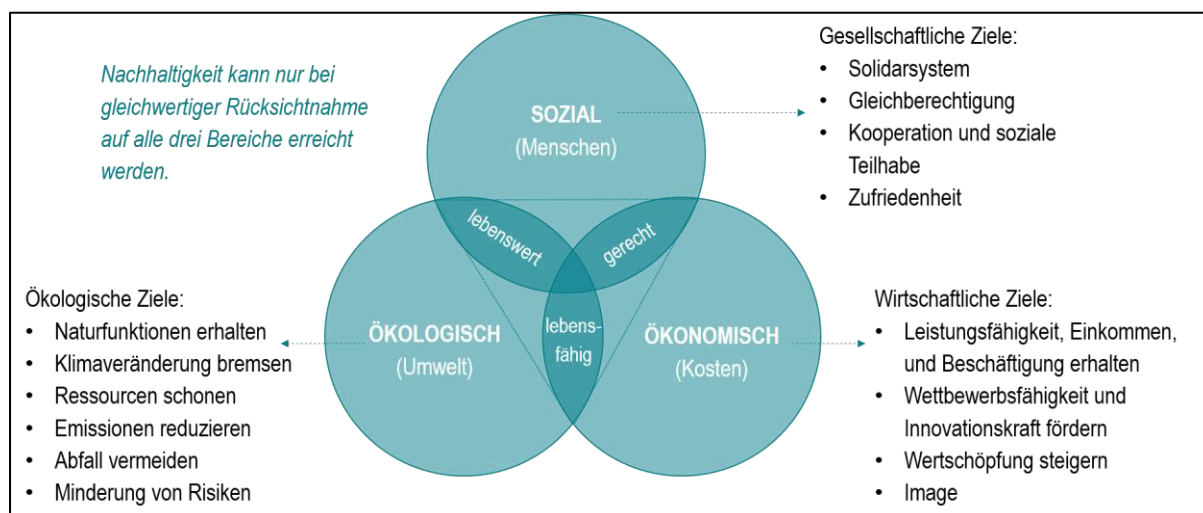 Nachhaltigkeit kann nur bei
gleichwertiger Rücksichtnahme
auf alle drei Bereiche erreicht
werden.
SOZIAL
(Menschen)
Gesellschaftliche Ziele:
• Solidarsystem
• Gleichberechtigung
• Kooperation und soziale
Teilhabe
• Zufriedenheit
lebenswert
gerecht
lebens-
fähig
Ökologische Ziele:
• Naturfunktionen erhalten
• Klimaveränderung bremsen
• Ressourcen schonen
• Emissionen reduzieren
• Abfall vermeiden
• Minderung von Risiken
ÖKOLOGISCH
(Umwelt)
ÖKONOMISCH
(Kosten)
Wirtschaftliche Ziele:
• Leistungsfähigkeit, Einkommen,
und Beschäftigung erhalten
• Wettbewerbsfähigkeit und
Innovationskraft fördern
• Wertschöpfung steigern
• Image